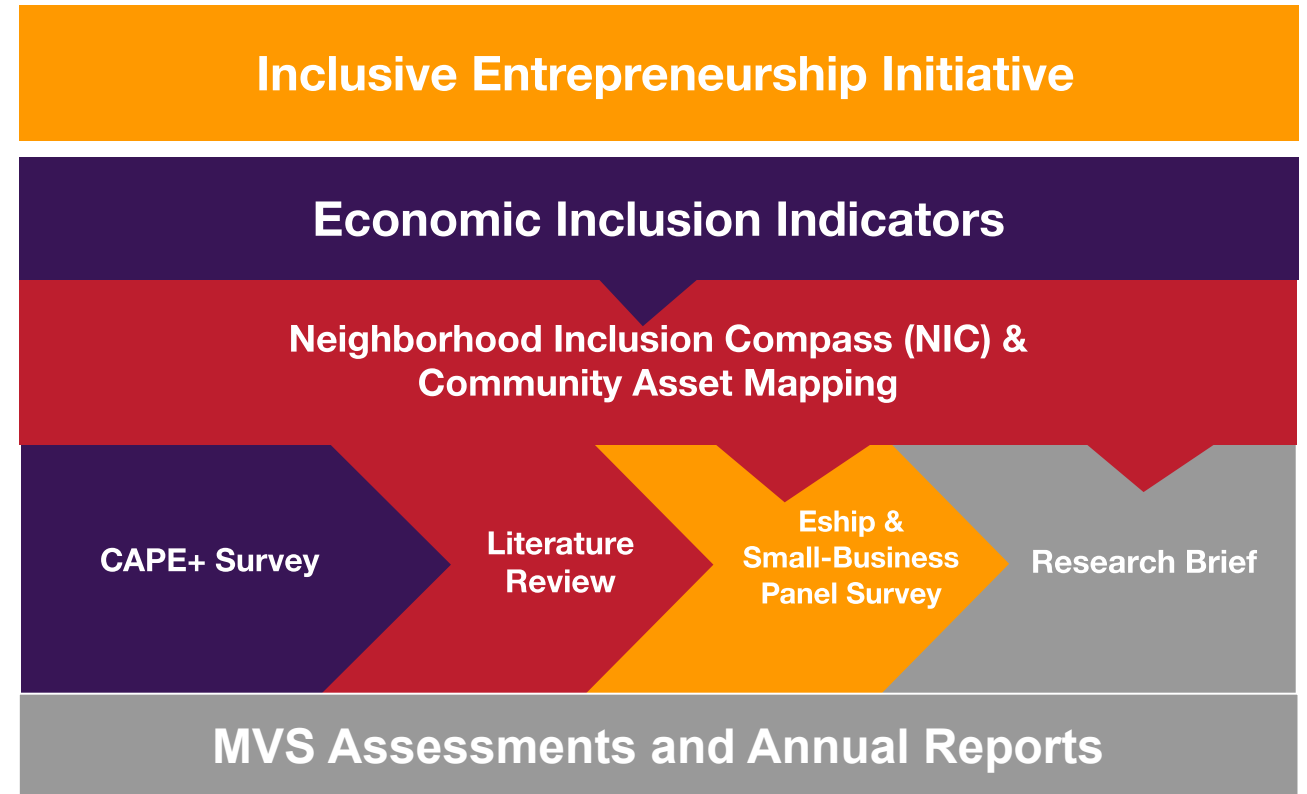 Inclusive Entrepreneurship Initiative
Economic Inclusion Indicators
Neighborhood Inclusion Compass (NIC) &
Community Asset Mapping
CAPE+ Survey
Literature
Review
Eship &
Small-Business
Panel Survey
Research Brief
MVS Assessments and Annual Reports